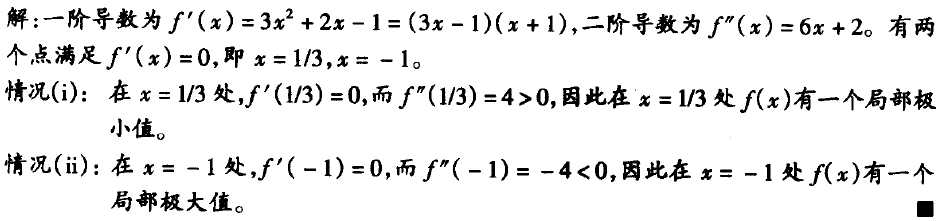 解:一阶导数为 f′(x)=3x²+2x-1=(3x-1)(x+1),二阶导数为 f″(x)=6x+2。有两
个点满足 f′(x)=0,即 x=1/3,x=-1。
情况(i): 在 x=1/3 处,f′(1/3)=0,而 f″(1/3)=4>0,因此在 x=1/3 处 f(x)有一个局部极
小值。
情况(ii): 在 x=-1 处,f′(-1)=0,而 f″(-1)=-4<0,因此在 x=-1 处 f(x)有一个
局部极大值。
■